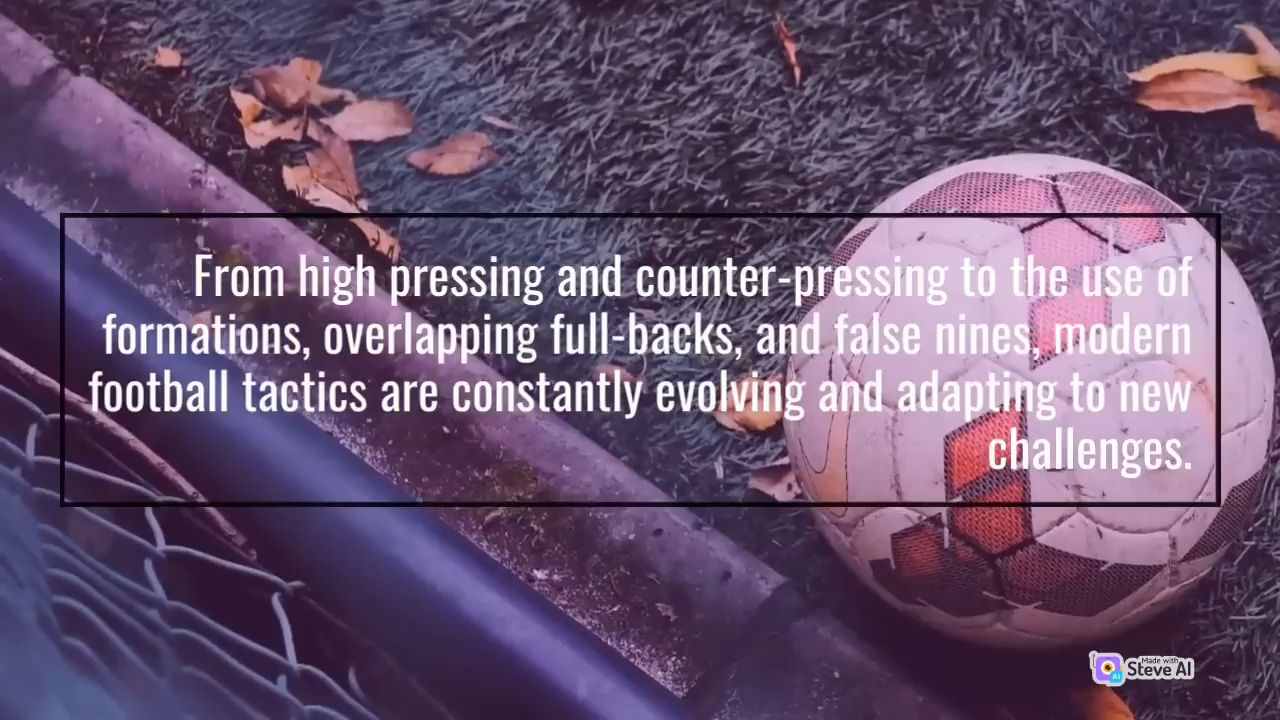 From high pressing and counter-pressing to the use of
formations, overlapping full-backs, and false nines, modern
football tactics are constantly evolving and adapting to new
challenges.
Made with
Steve AI
AI